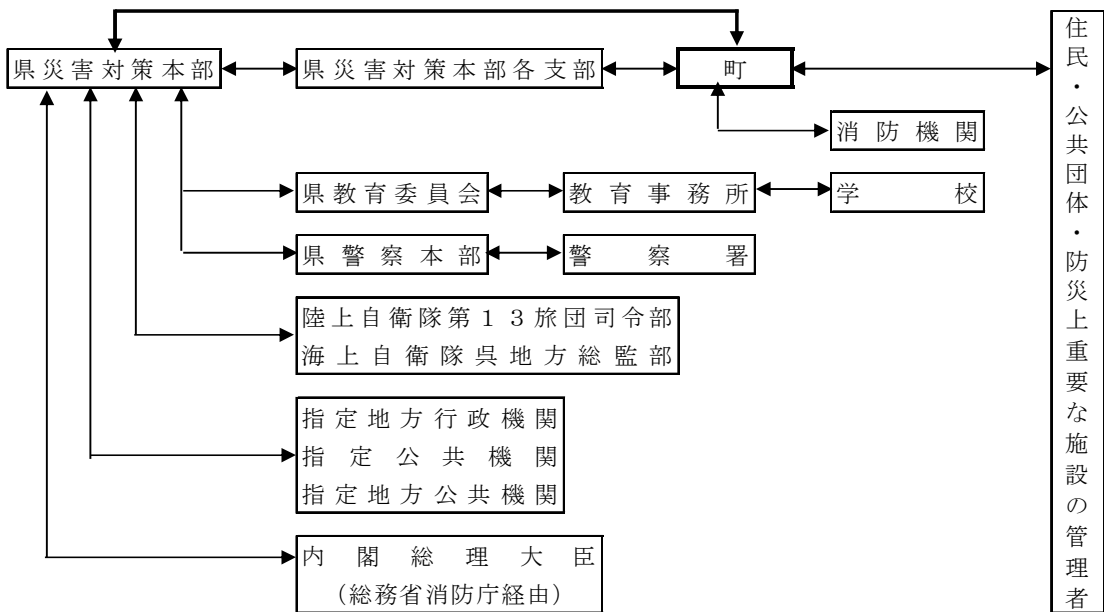 県災害対策本部
県災害対策本部各支部
町
消防機関
県教育委員会
教育事務所
学校
県警察本部
警察署
陸上自衛隊第１３旅団司令部
海上自衛隊呉地方総監部
指定地方行政機関
指定公共機関
指定地方公共機関
内閣総理大臣
（総務省消防庁経由）
住民・公共団体・防災上重要な施設の管理者